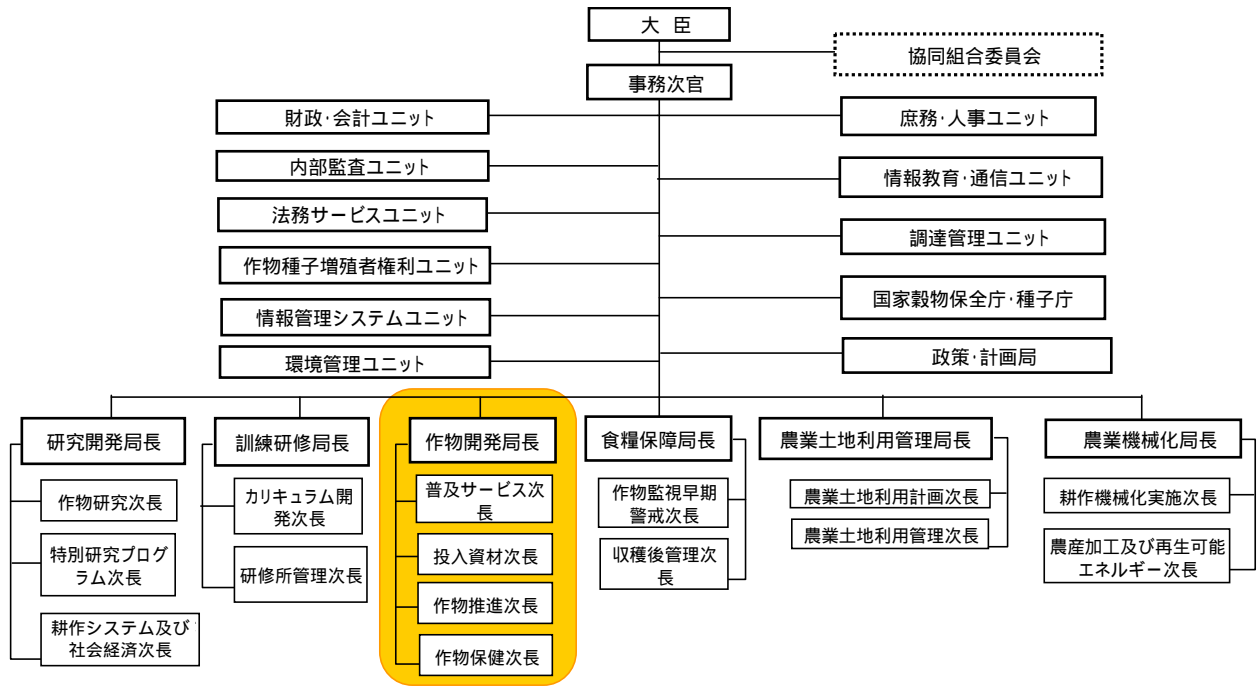 大 臣
協同組合委員会
事務次官
財政･会計ユニット
庶務･人事ユニット
内部監査ユニット
情報教育･通信ユニット
法務サービスユニット
調達管理ユニット
作物種子増殖者権利ユニット
国家穀物保全庁･種子庁
情報管理システムユニット
政策･計画局
環境管理ユニット
研究開発局長
作物研究次長
特別研究プログ
ラム次長
耕作システム及び
社会経済次長
訓練研修局長
カリキュラム開
発次長
研修所管理次長
作物開発局長
普及サービス次
長
投入資材次長
作物推進次長
作物保健次長
食糧保障局長
作物監視早期
警戒次長
収穫後管理次
長
農業土地利用管理局長
農業土地利用計画次長
農業土地利用管理次長
農業機械化局長
耕作機械化実施次長
農産加工及び再生可能
エネルギー次長